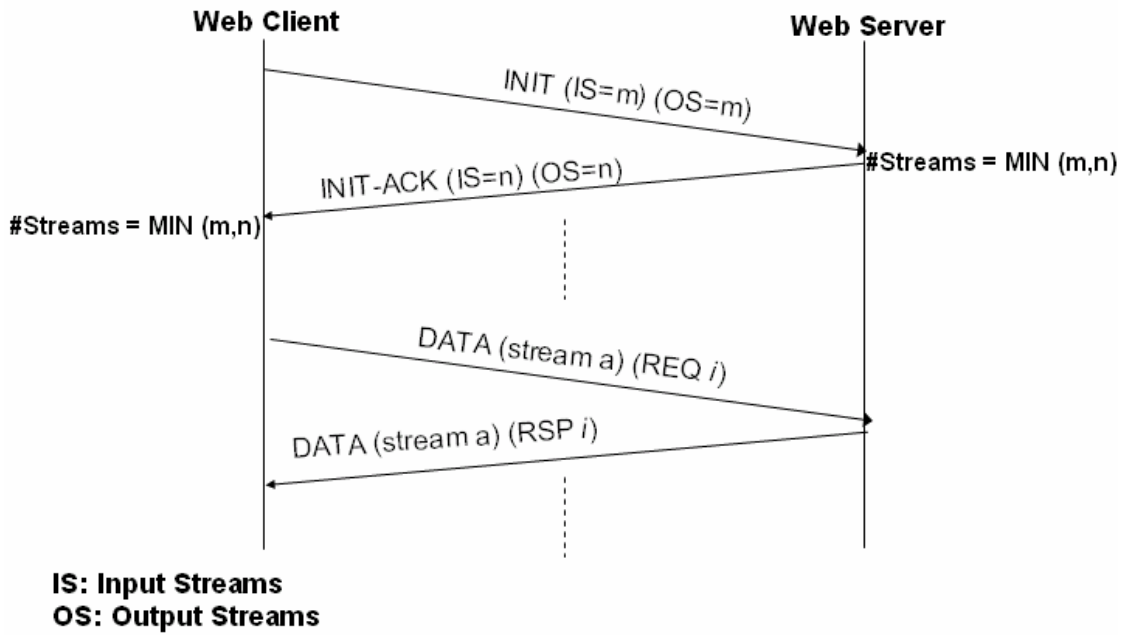 Web Client
Web Server
INIT (IS=m) (OS=m)
#Streams = MIN (m,n)
INIT-ACK (IS=n) (OS=n)
#Streams = MIN (m,n)
DATA (stream a) (REQ i)
DATA (stream a) (RSP i)
IS: Input Streams
OS: Output Streams